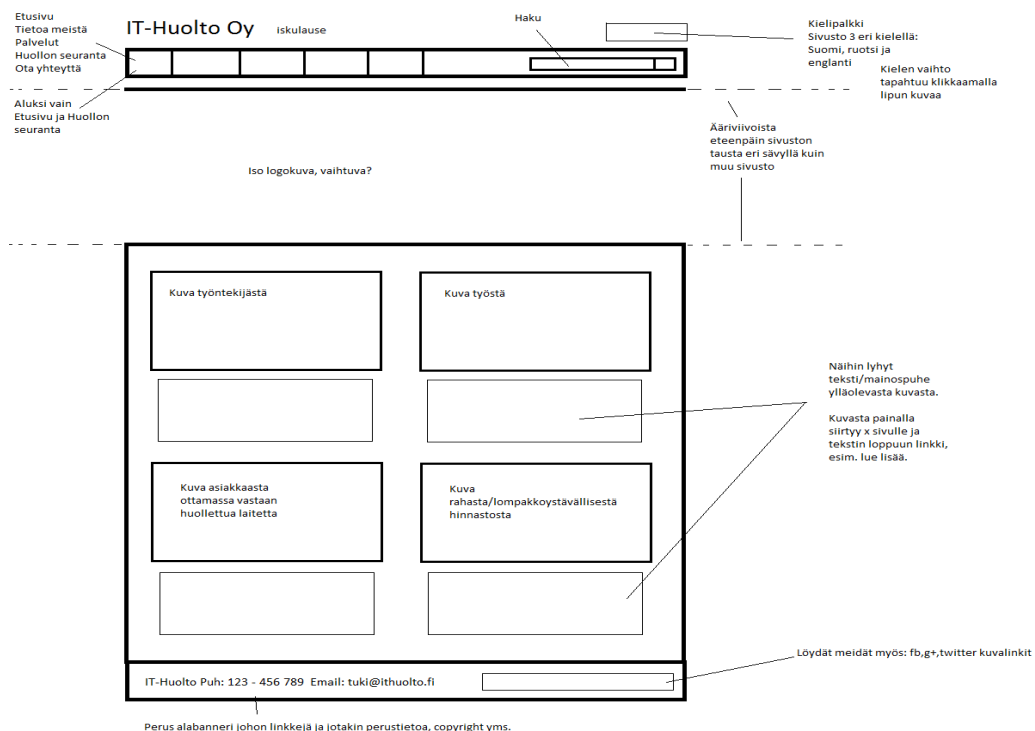 Etusivu
Tietoa meistä
Palvelut
Huollon seuranta
Ota yhteyttä
Aluksi vain
Etusivu ja Huollon
seuranta
IT-Huolto Oy iskulause
Haku
Kielipalkki
Sivusto 3 eri kielellä:
Suomi, ruotsi ja
englanti
Kielen vaihto
tapahtuu klikkaamalla
lipun kuvaa
Ääriviivoista
eteenpäin sivuston
tausta eri sävyllä kuin
muu sivusto
Iso logokuva, vaihtuva?
Kuva työntekijästä
Kuva työstä
Näihin lyhyt
teksti/mainospuhe
ylläolevasta kuvasta.
Kuvasta painalla
siirtyy x sivulle ja
tekstin loppuun linkki,
esim. lue lisää.
Kuva asiakkaasta
ottamassa vastaan
huollettua laitetta
Kuva
rahasta/lompakkoystävällisestä
hinnastosta
Löydät meidät myös: fb,g+,twitter kuvalinkit
IT-Huolto Puh: 123 - 456 789 Email: tuki@ithuolto.fi
Perus alabanneri johon linkkejä ja jotakin perustietoa, copyright yms.